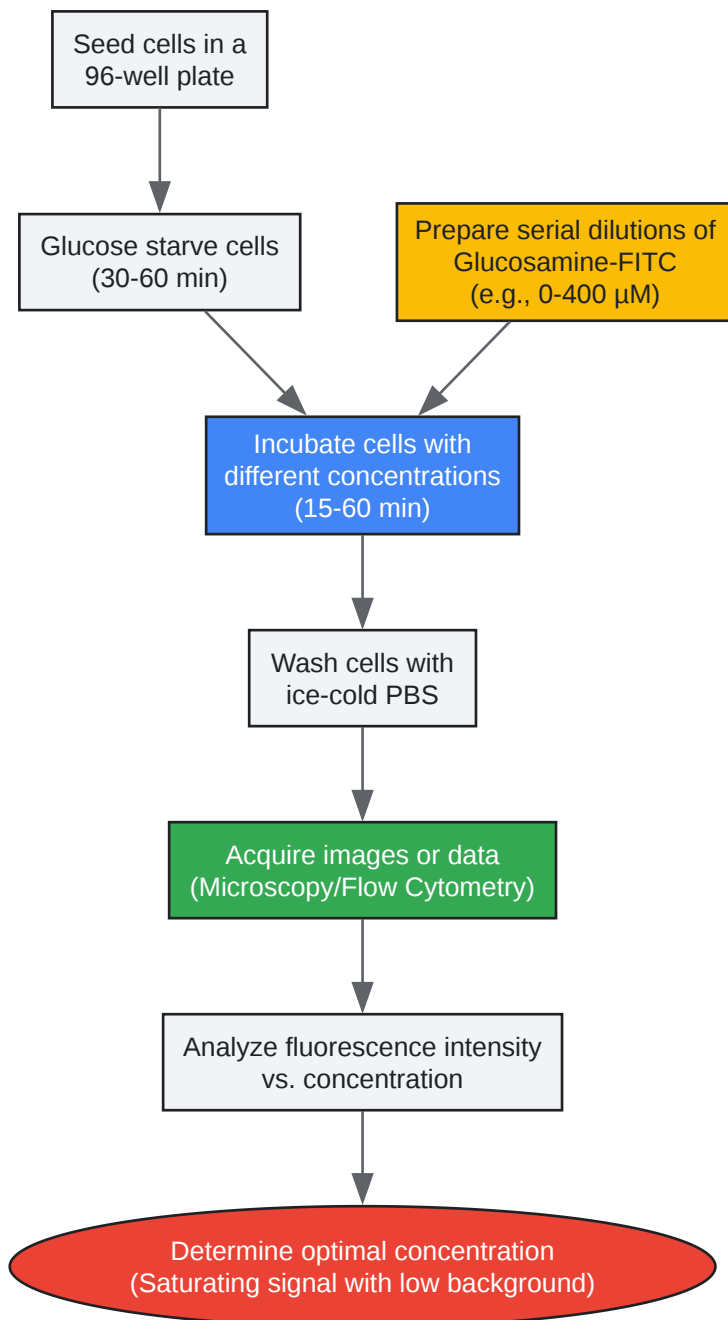 Seed cells in a
96-well plate
Glucose starve cells
(30-60 min)
Prepare serial dilutions of
Glucosamine-FITC
(e.g., 0-400 µM)
Incubate cells with
different concentrations
(15-60 min)
Wash cells with
ice-cold PBS
Acquire images or data
(Microscopy/Flow Cytometry)
Analyze fluorescence intensity
vs. concentration
Determine optimal concentration
(Saturating signal with low background)